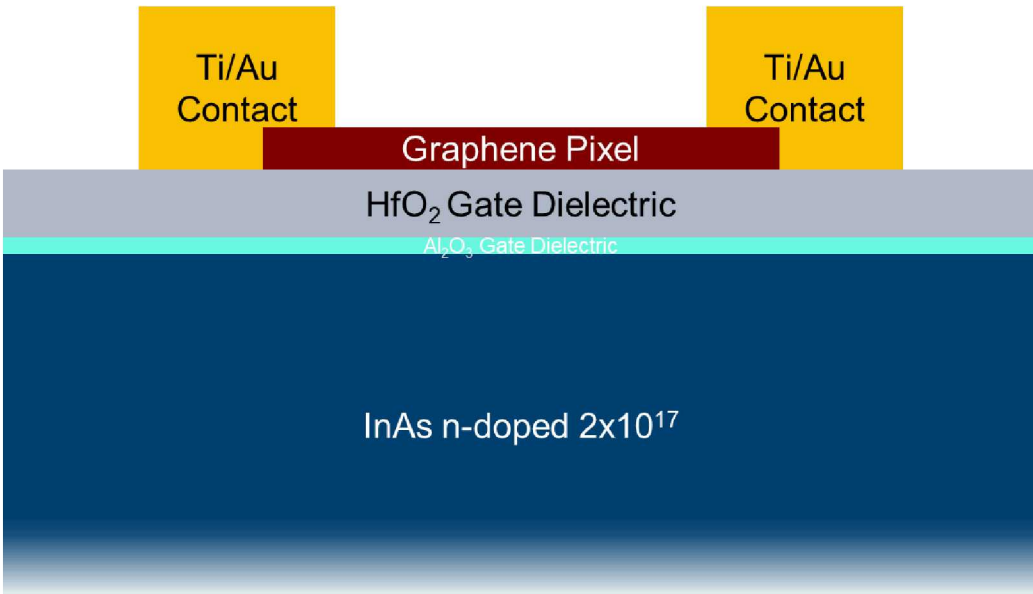 Ti/Au
Contact
Ti/Au
Contact
Graphene Pixel
HfO₂ Gate Dielectric
Al₂O₃ Gate Dielectric
InAs n-doped 2x10¹⁷